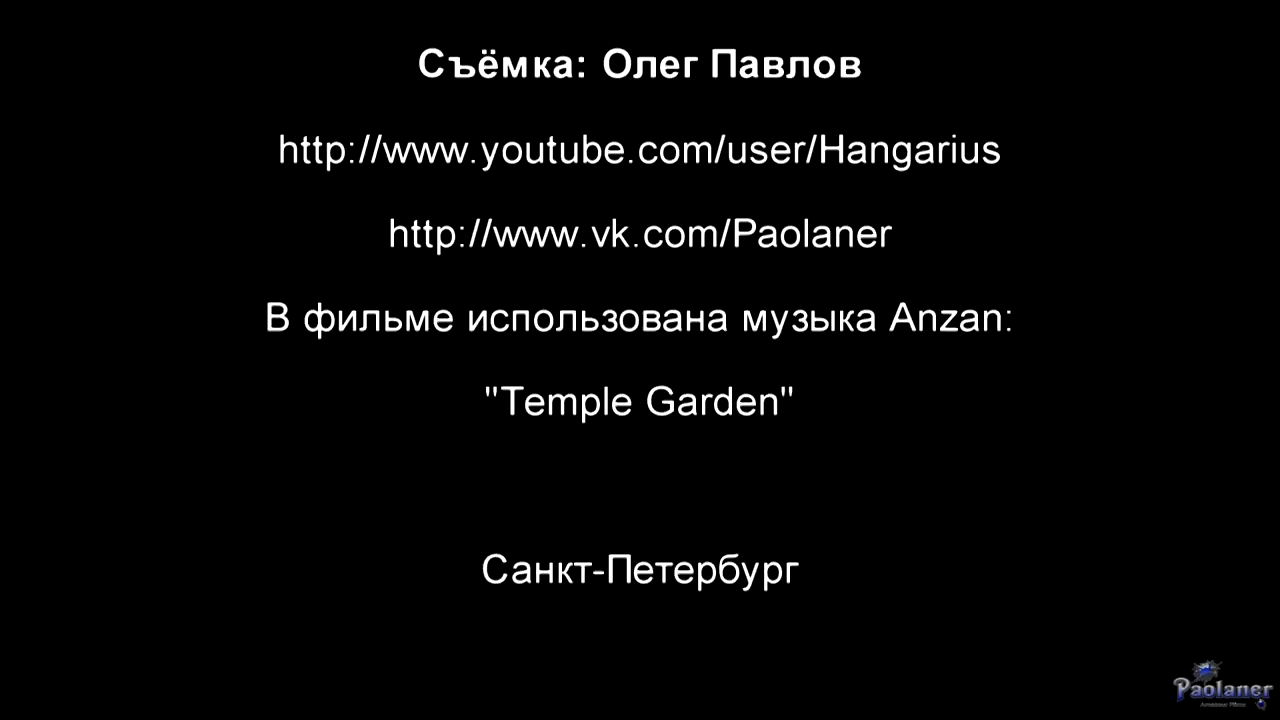 Съёмка: Олег Павлов
http://www.youtube.com/user/Hangarius
http://www.vk.com/Paolaner
В фильме использована музыка Anzan:
"Temple Garden"
Санкт-Петербург
Paolaner